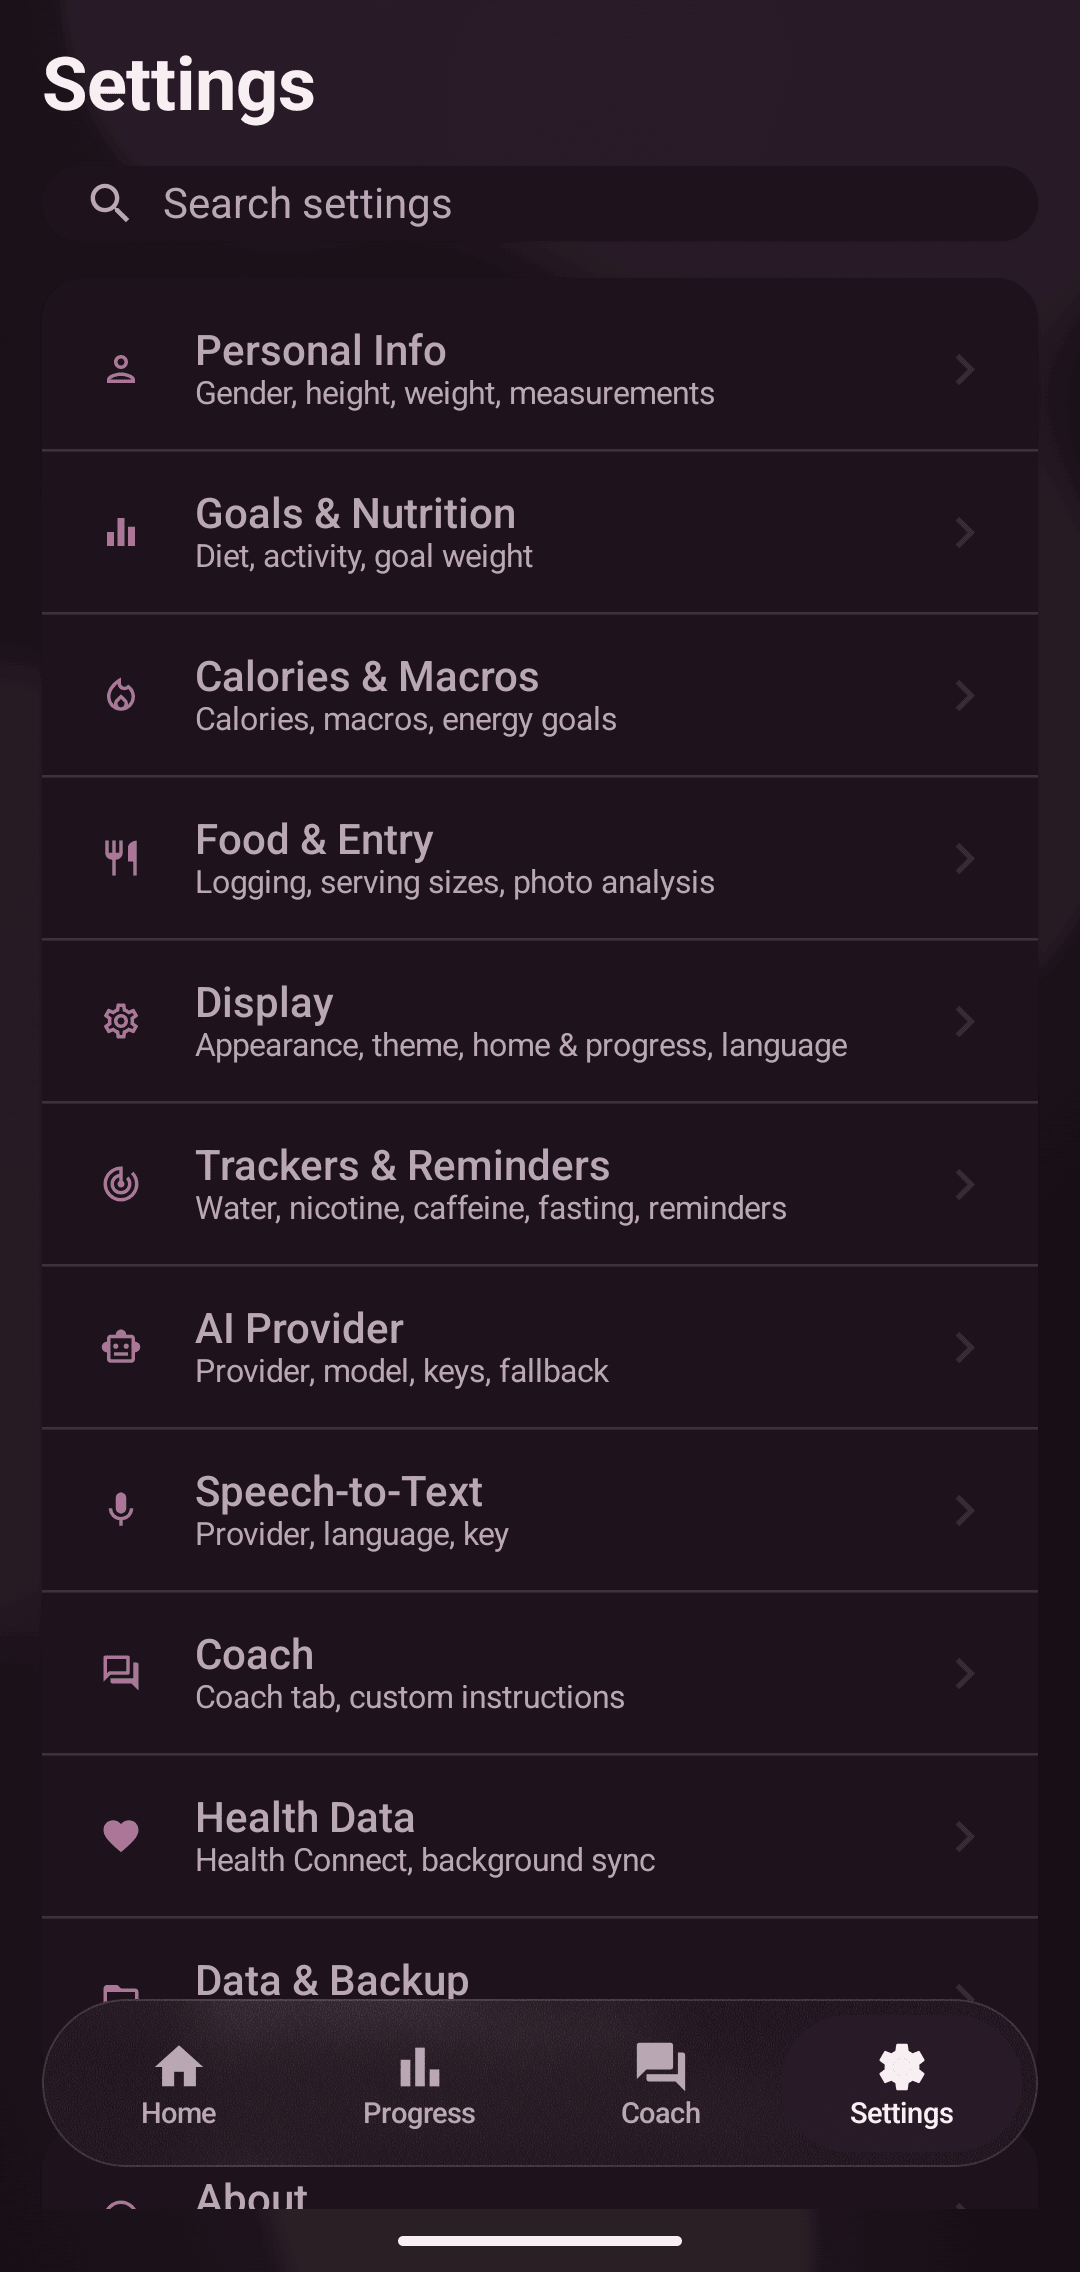 Settings
Search settings
Personal Info
Gender, height, weight, measurements
Goals & Nutrition
Diet, activity, goal weight
Calories & Macros
Calories, macros, energy goals
Food & Entry
Logging, serving sizes, photo analysis
Display
Appearance, theme, home & progress, language
Trackers & Reminders
Water, nicotine, caffeine, fasting, reminders
AI Provider
Provider, model, keys, fallback
Speech-to-Text
Provider, language, key
Coach
Coach tab, custom instructions
Health Data
Health Connect, background sync
Data & Backup
Home
Progress
Coach
Settings
About